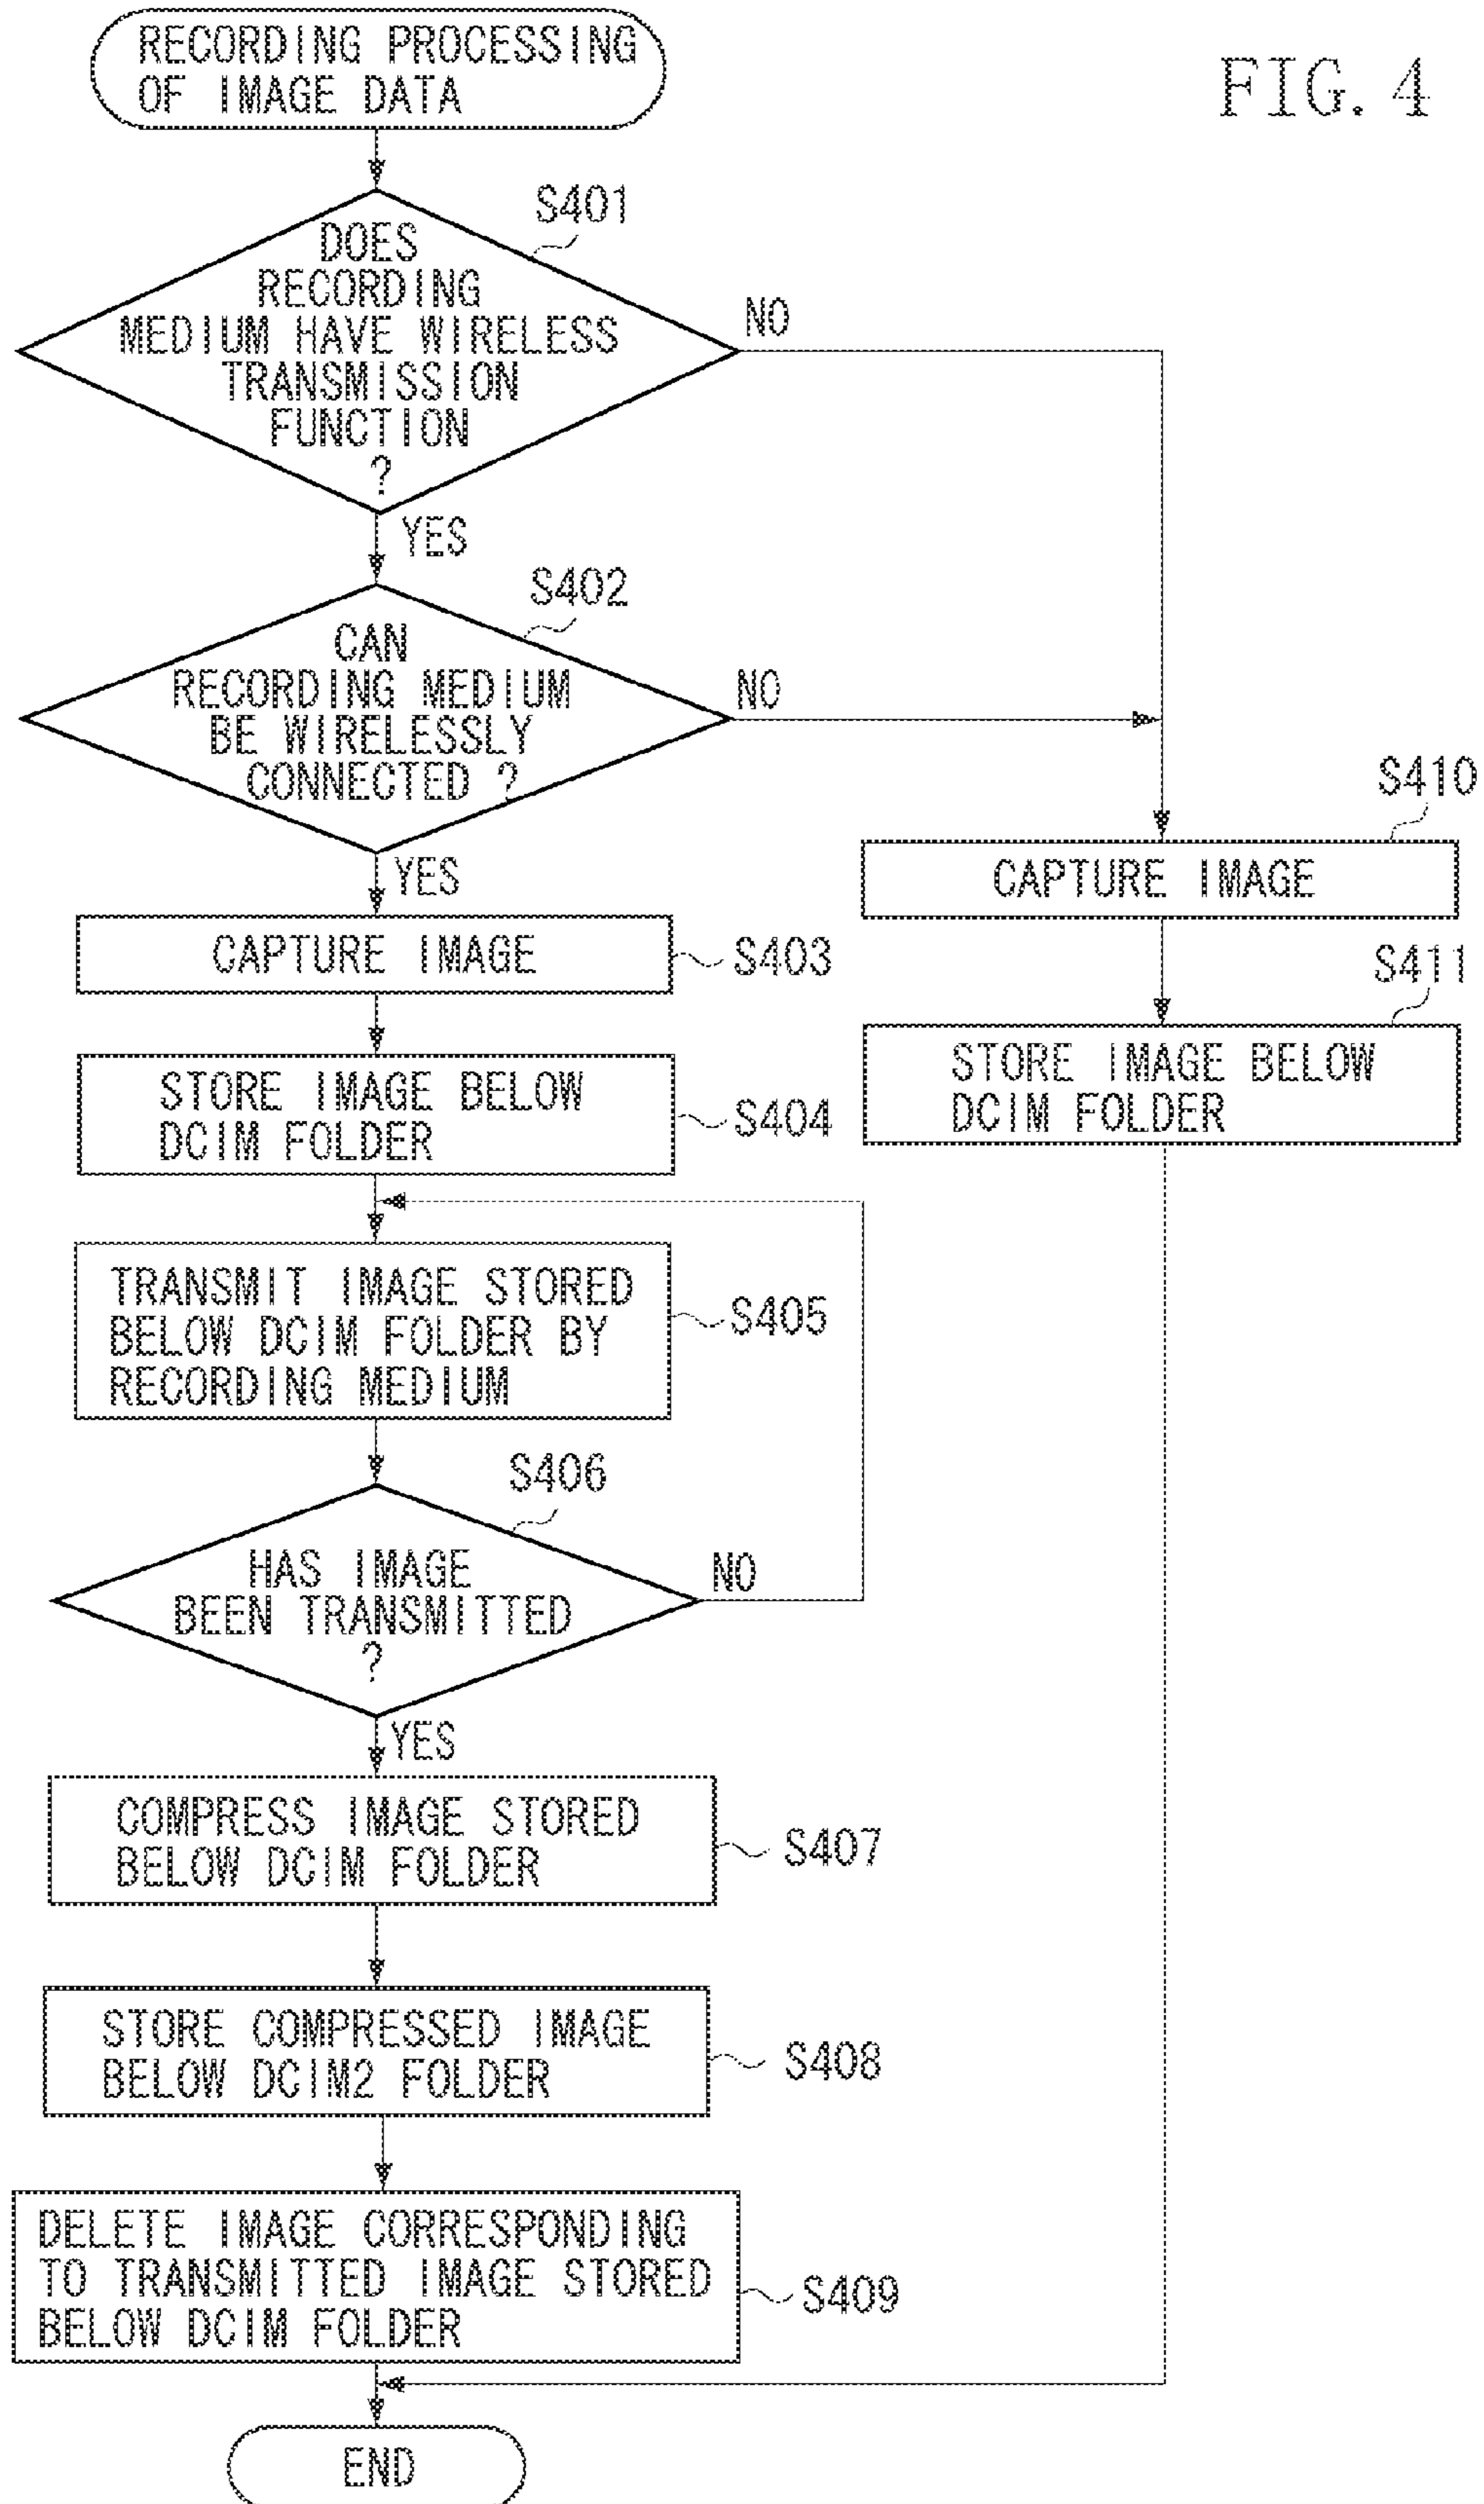 RECORDING PROCESSING
OF IMAGE DATA
FIG. 4
S401
DOES
RECORDING
MEDIUM HAVE WIRELESS
TRANSMISSION
FUNCTION
?
NO
YES
S402
CAN
RECORDING MEDIUM
BE WIRELESSLY
CONNECTED ?
NO
YES
S410
CAPTURE IMAGE
CAPTURE IMAGE
S403
S411
STORE IMAGE BELOW
DCIM FOLDER
STORE IMAGE BELOW
DCIM FOLDER
S404
TRANSMIT IMAGE STORED
BELOW DCIM FOLDER BY
RECORDING MEDIUM
S405
S406
HAS IMAGE
BEEN TRANSMITTED
?
NO
YES
COMPRESS IMAGE STORED
BELOW DCIM FOLDER
S407
STORE COMPRESSED IMAGE
BELOW DCIM2 FOLDER
S408
DELETE IMAGE CORRESPONDING
TO TRANSMITTED IMAGE STORED
BELOW DCIM FOLDER
S409
END